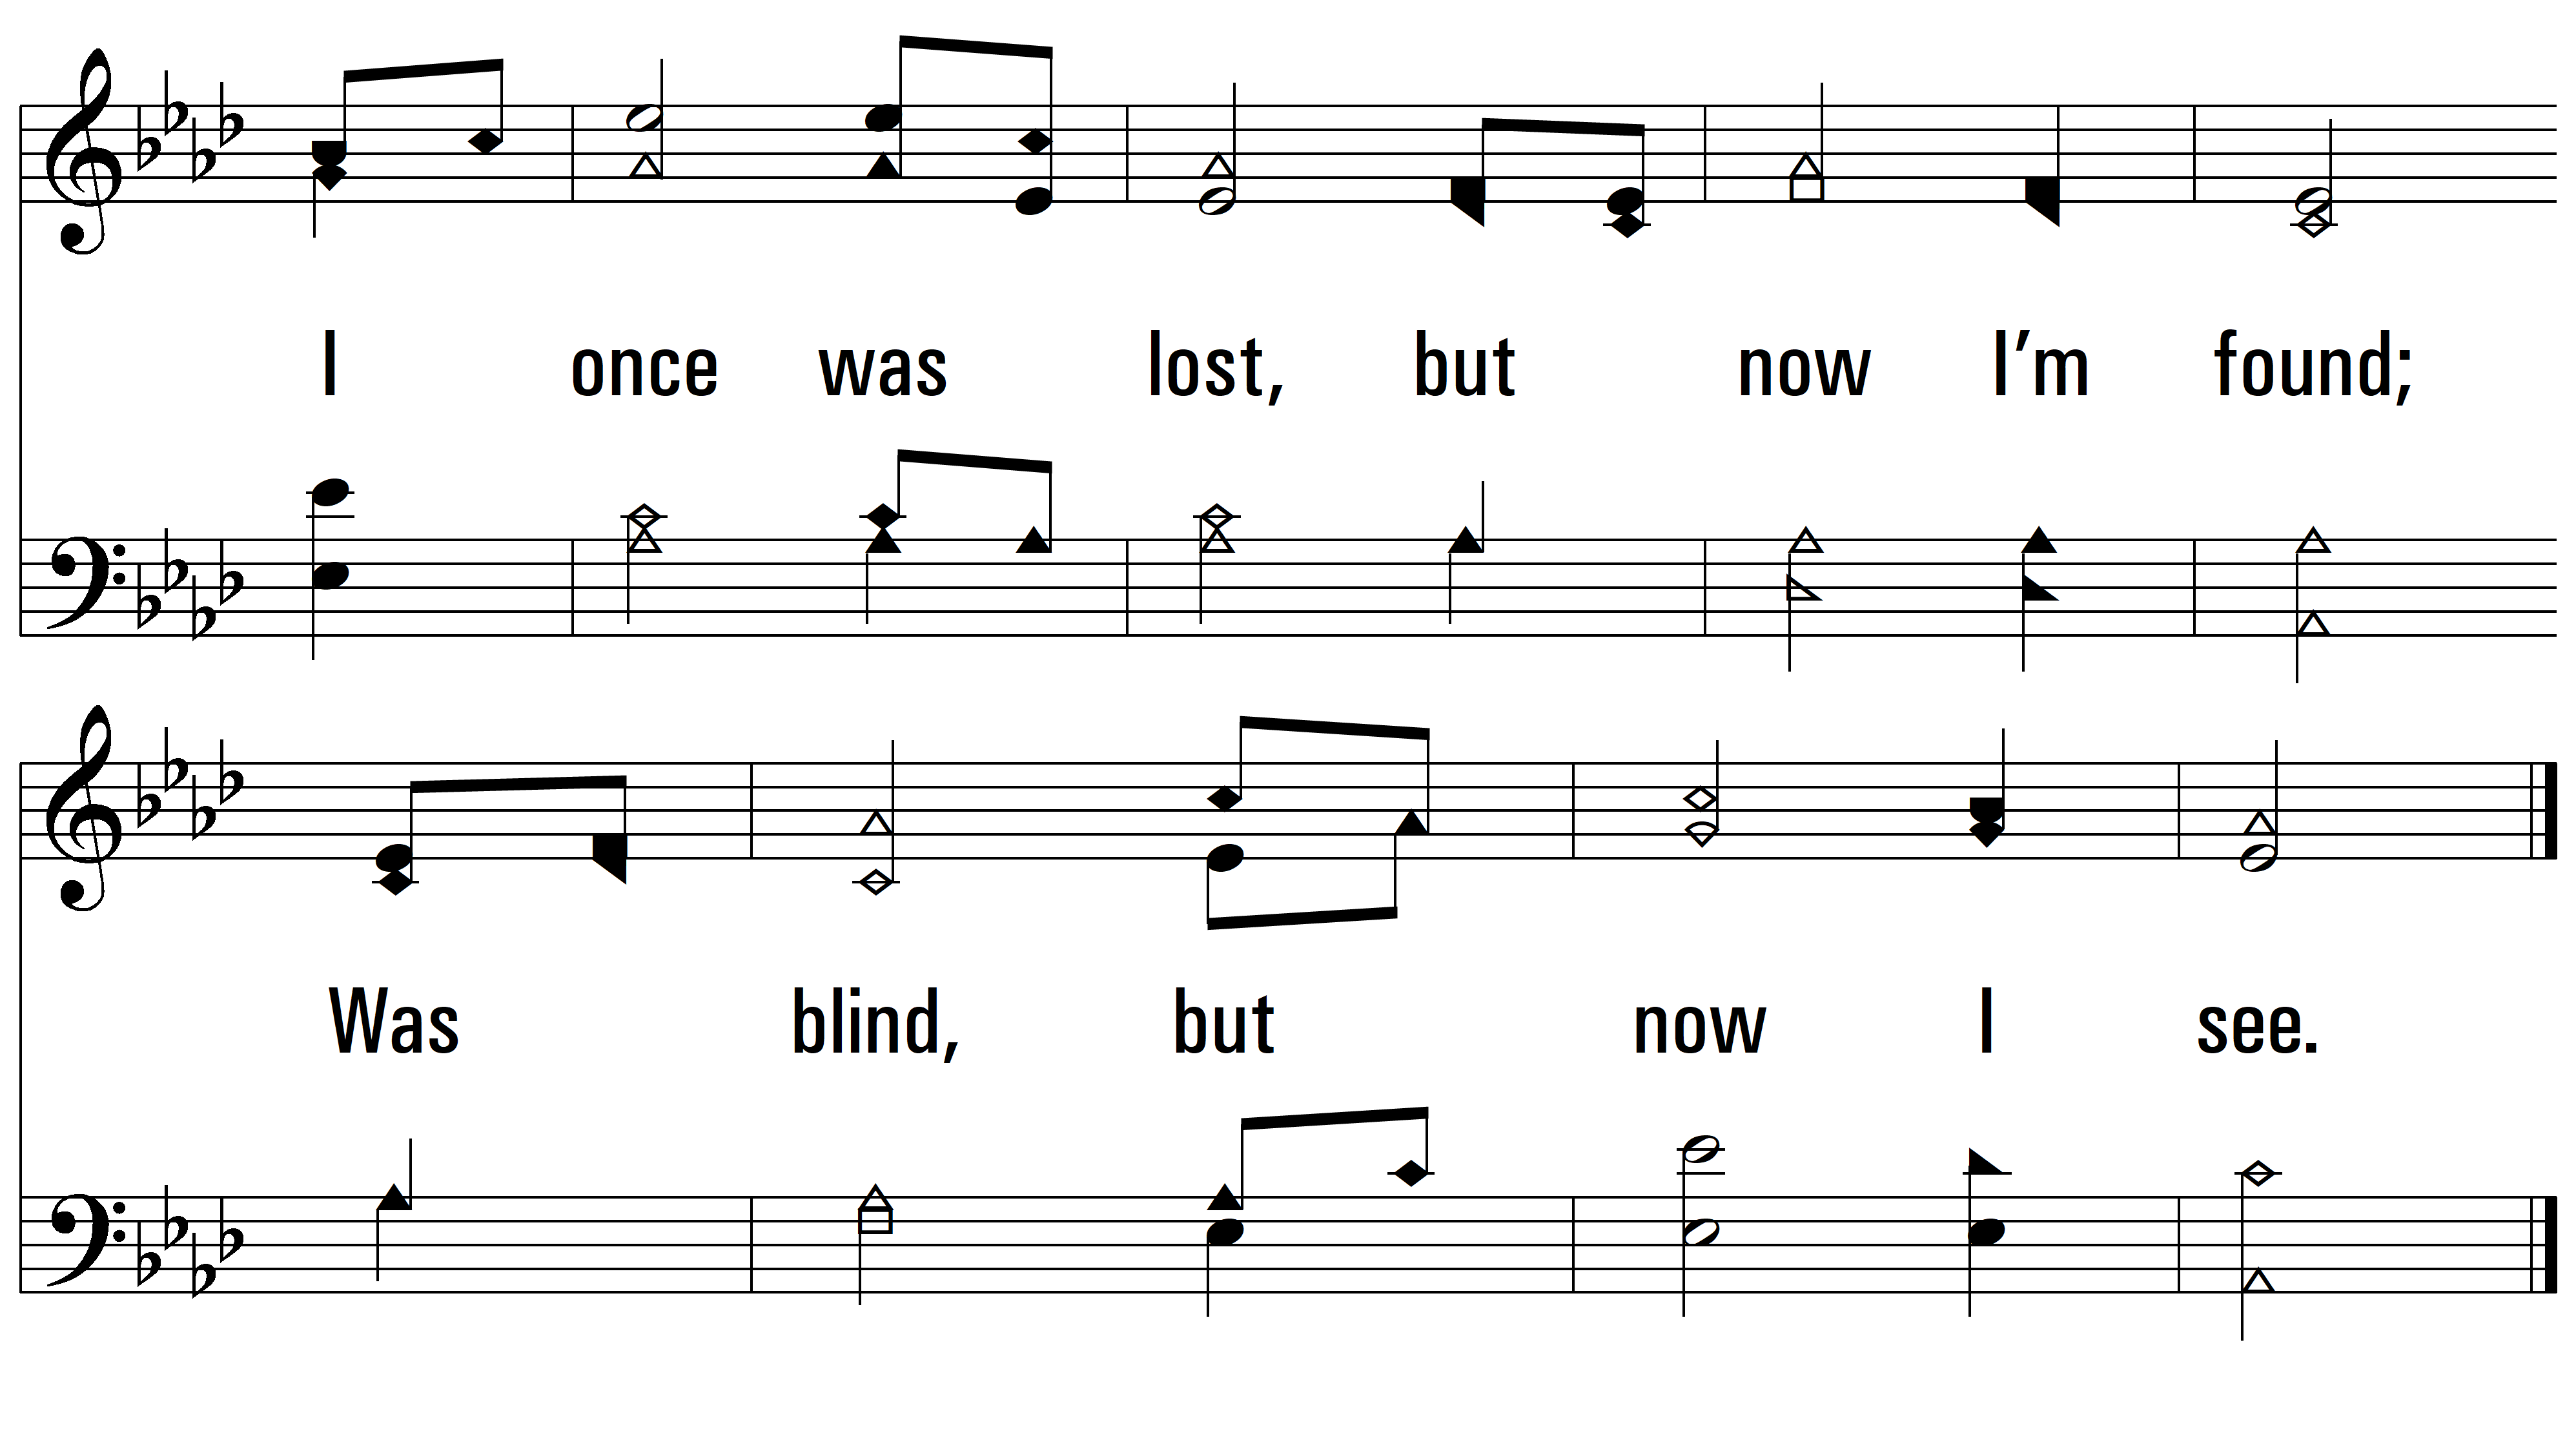 I once was lost, but now I’m found;
Was blind, but now I see.